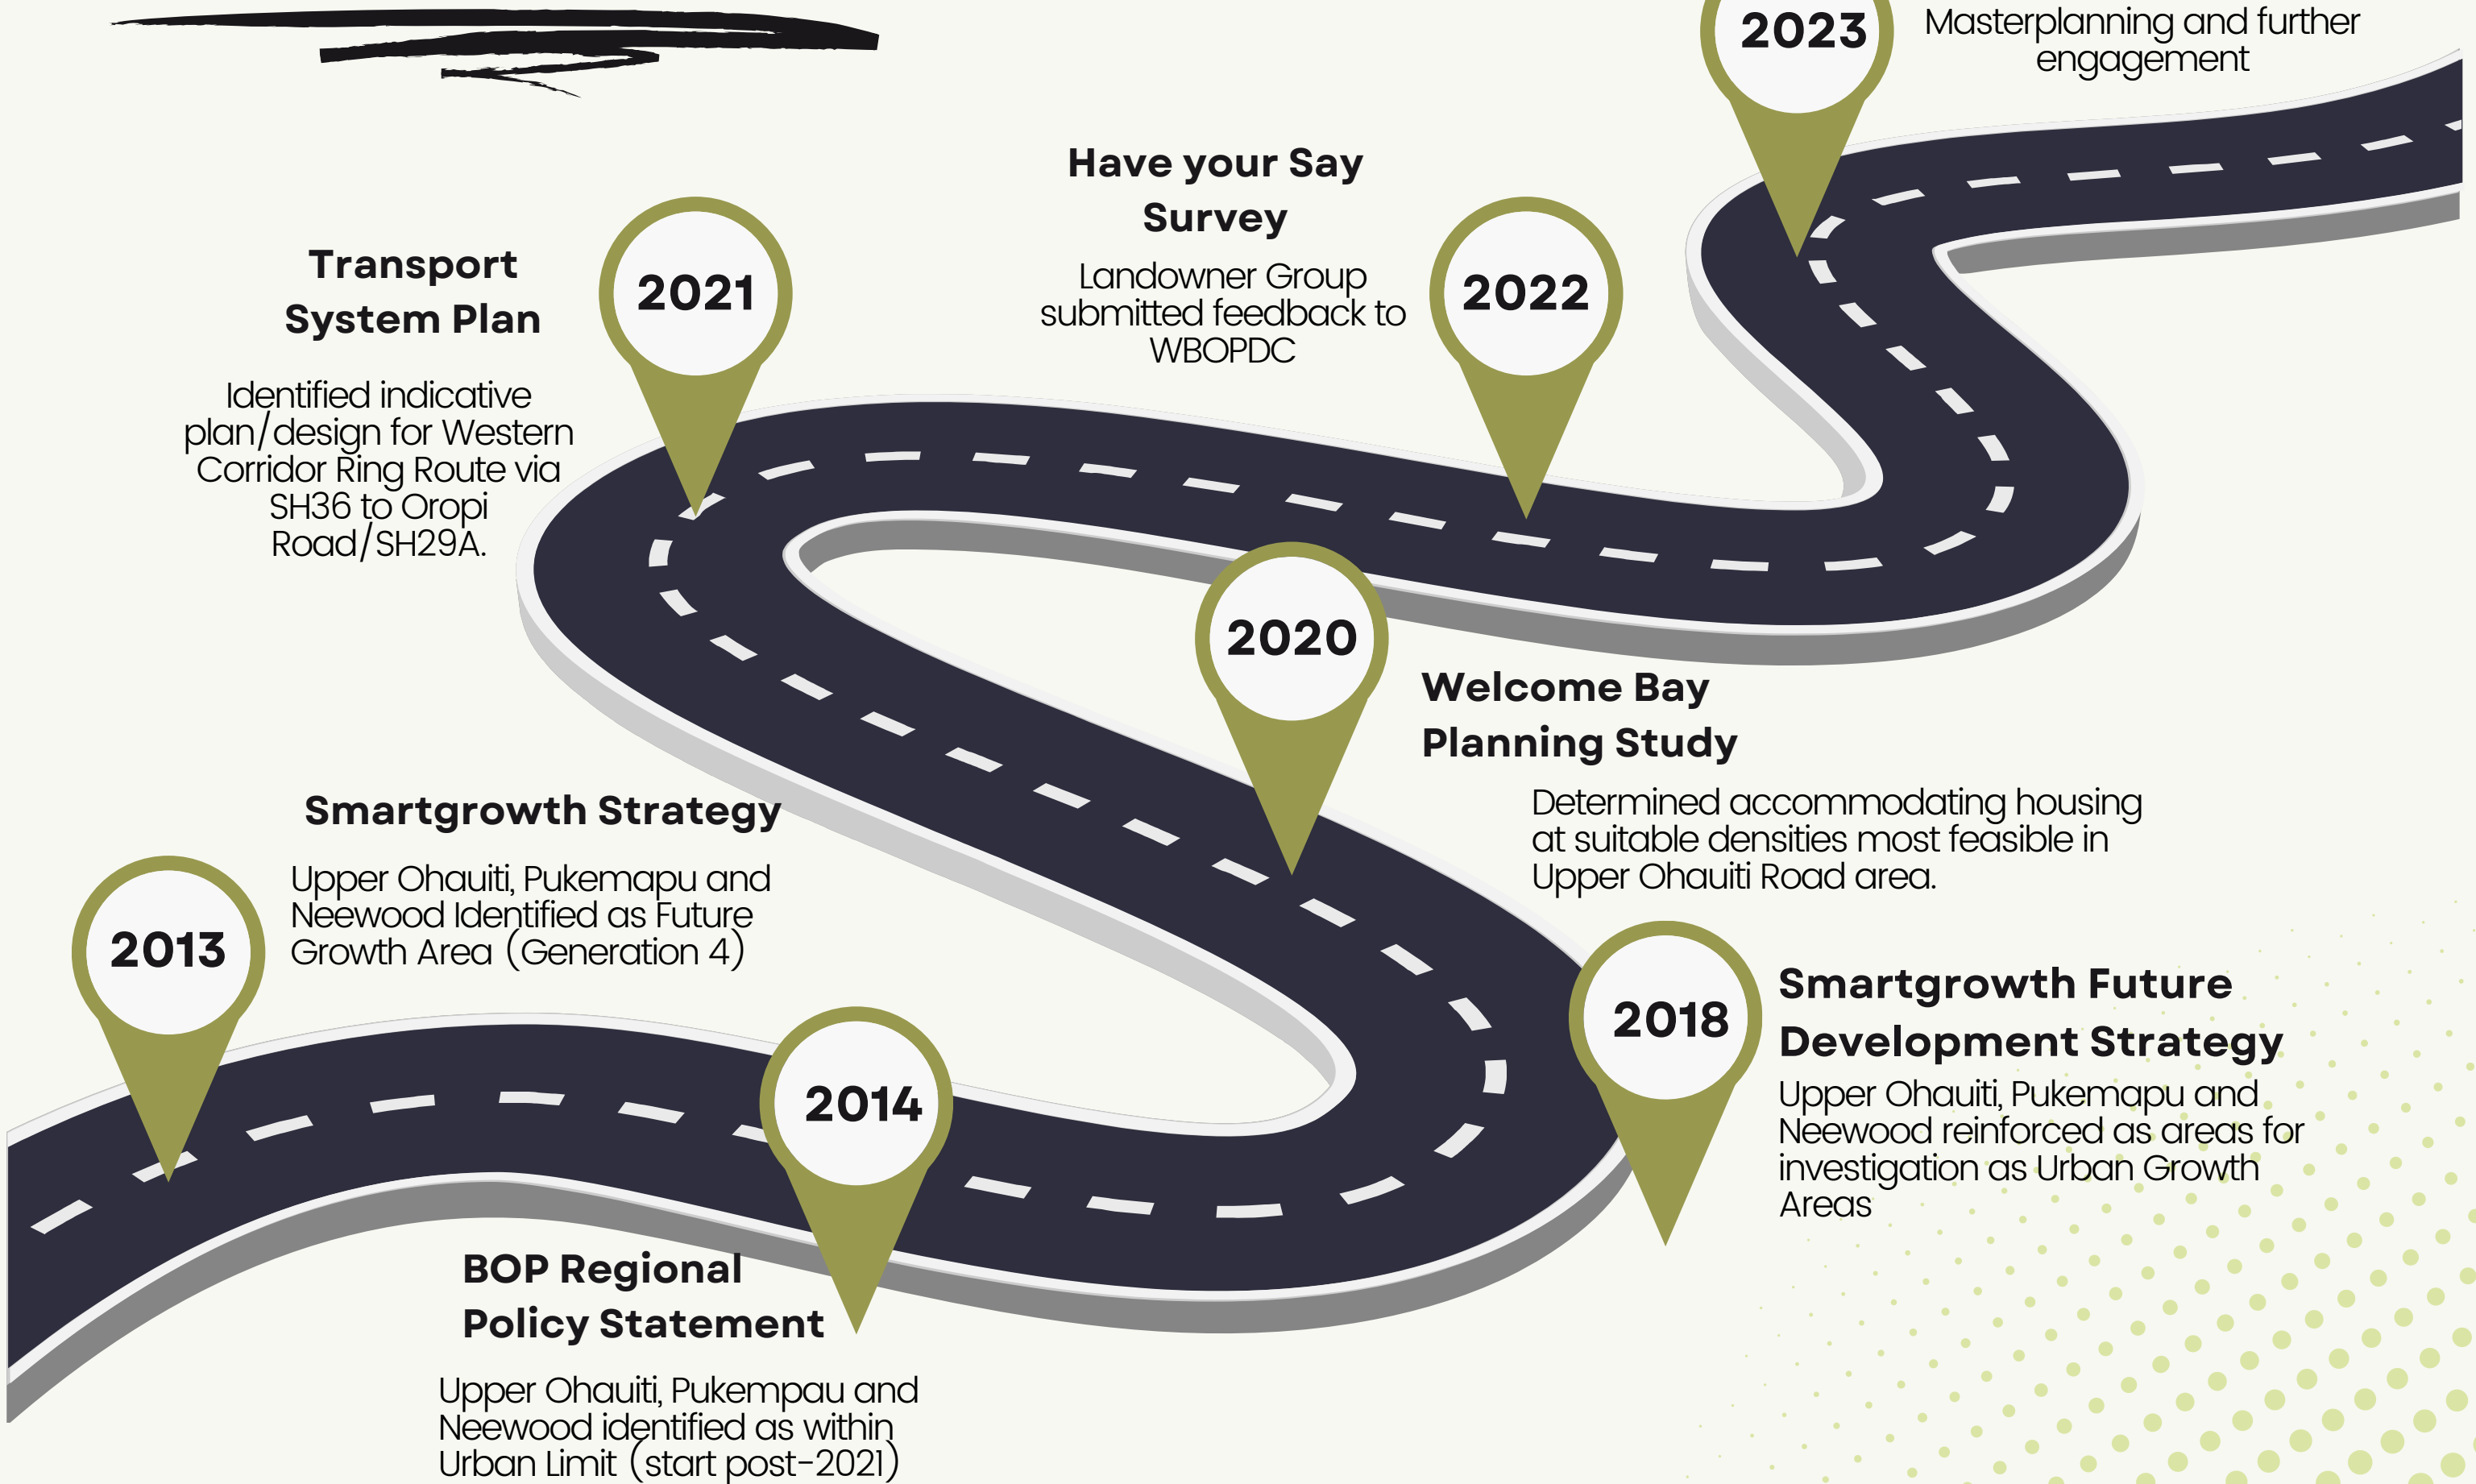 2023
Masterplanning and further
engagement
Have your Say
Survey
Landowner Group
submitted feedback to
WBOPDC
2022
Transport
System Plan
Identified indicative
plan/design for Western
Corridor Ring Route via
SH36 to Oropi
Road/SH29A.
2021
2020
Welcome Bay
Planning Study
Determined accommodating housing
at suitable densities most feasible in
Upper Ohauiti Road area.
Smartgrowth Strategy
Upper Ohauiti, Pukemapu and
Neewood Identified as Future
Growth Area (Generation 4)
2013
2018
Smartgrowth Future
Development Strategy
Upper Ohauiti, Pukemapu and
Neewood reinforced as areas for
investigation as Urban Growth
Areas
2014
BOP Regional
Policy Statement
Upper Ohauiti, Pukempau and
Neewood identified as within
Urban Limit (start post-2021)